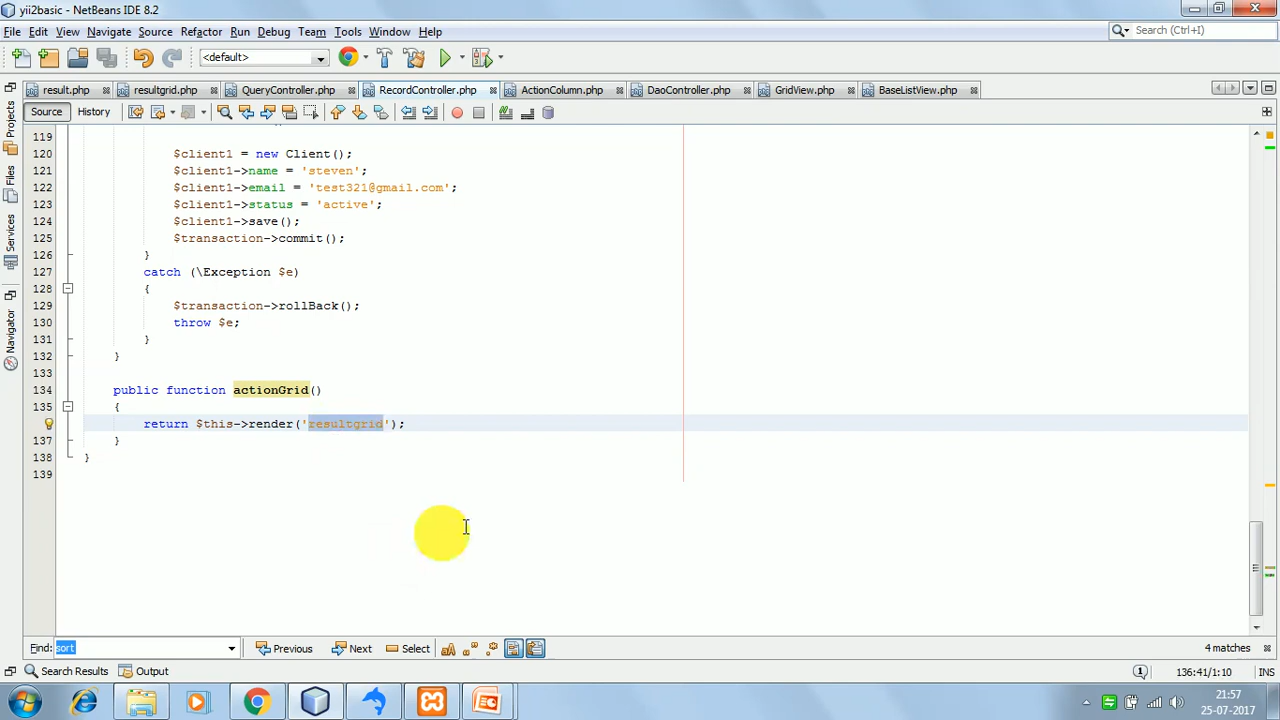 yii2basic - NetBeans IDE 8.2
File Edit View Navigate Source Refactor Run Debug Team Tools Window Help
Search (Ctrl+I)
<default>
result.php resultgrid.php QueryController.php RecordController.php ActionColumn.php DaoController.php GridView.php BaseListView.php
Source History
Projects
Files
Services
Navigator
119
120 $client1 = new Client();
121 $client1->name = 'steven';
122 $client1->email = 'test321@gmail.com';
123 $client1->status = 'active';
124 $client1->save();
125 $transaction->commit();
126 }
127 catch (\Exception $e)
128 {
129 $transaction->rollBack();
130 throw $e;
131 }
132 }
133
134 public function actionGrid()
135 {
return $this->render('resultgrid');
137 }
138 }
139
Find: sort Previous Next Select 4 matches
Search Results Output 136:41/1:10 INS
21:57
25-07-2017